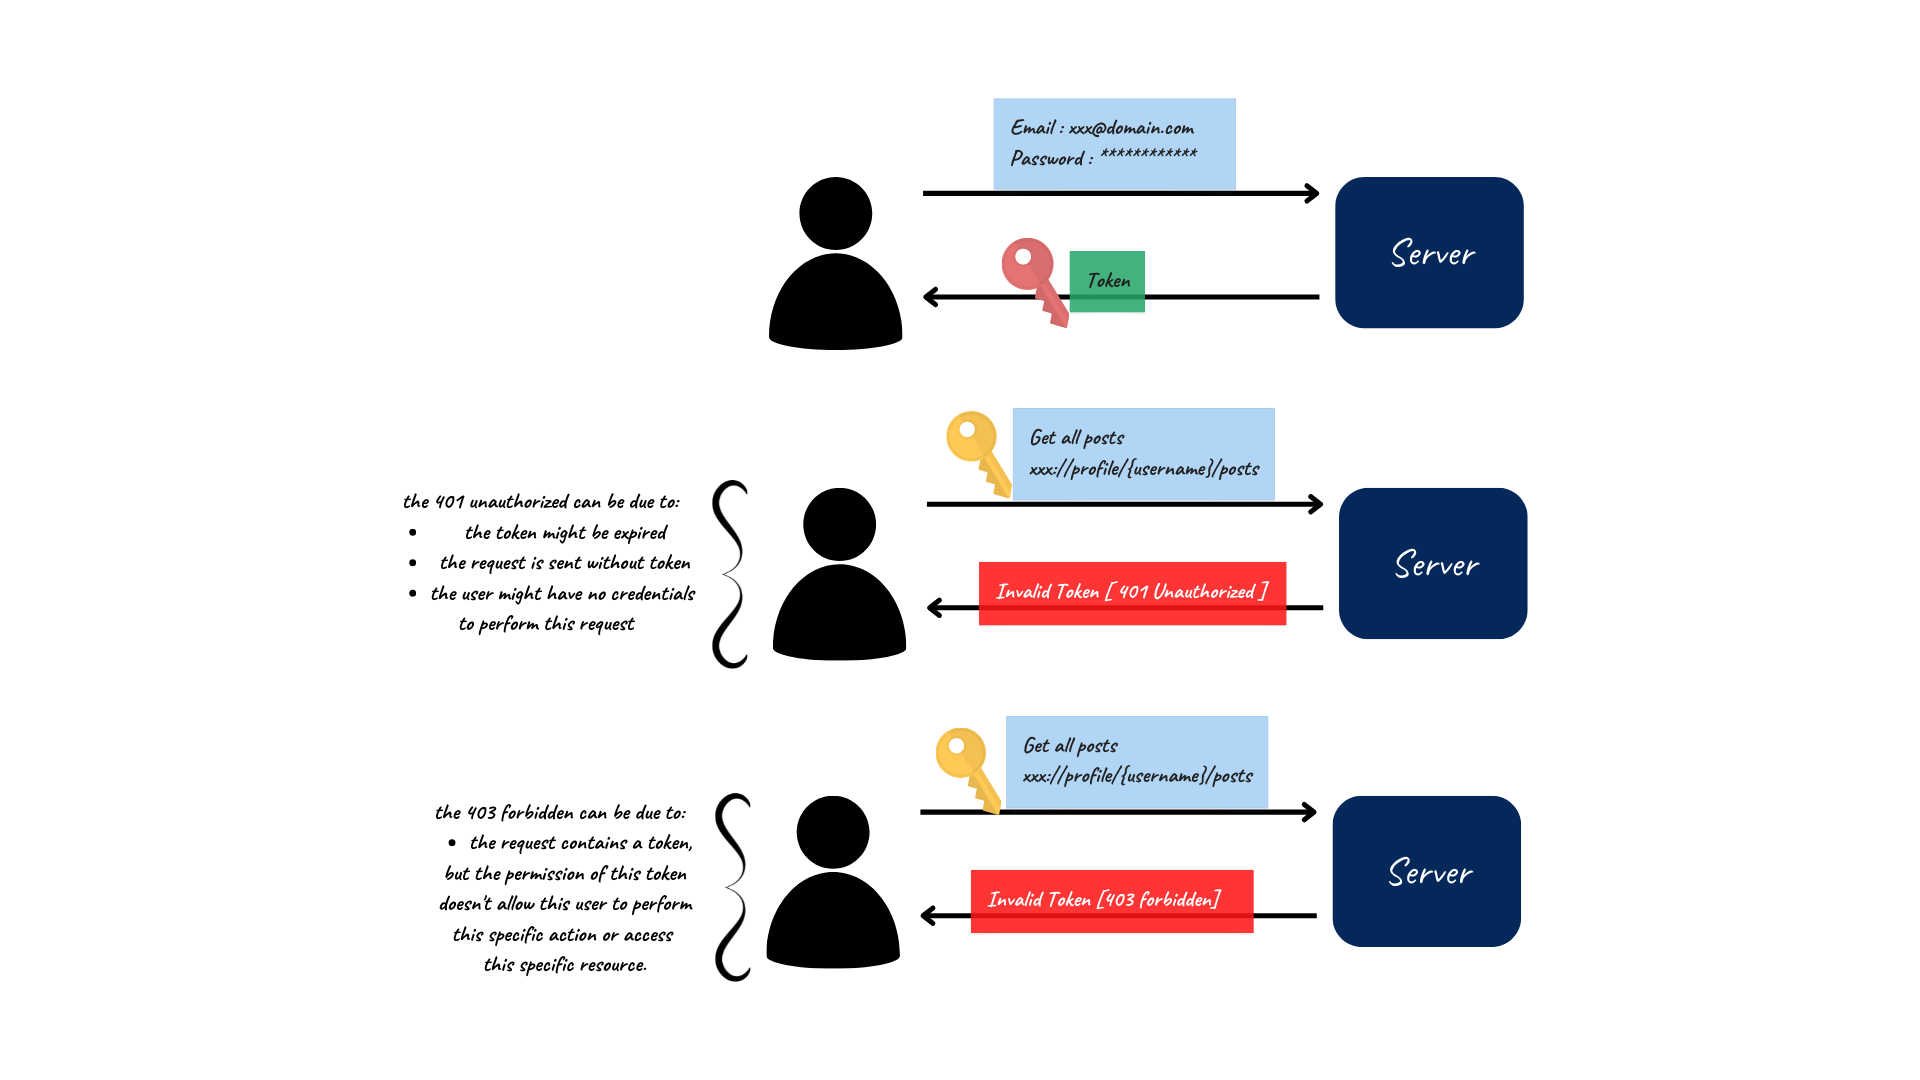 Email : xxx@domain.com
Password : ************
Server
Token
Get all posts
xxx://profile/{username}/posts
the 401 unauthorized can be due to:
• the token might be expired
• the request is sent without token
• the user might have no credentials
to perform this request
Server
Invalid Token [ 401 Unauthorized ]
Get all posts
xxx://profile/{username}/posts
the 403 forbidden can be due to:
• the request contains a token,
but the permission of this token
doesn't allow this user to perform
this specific action or access
this specific resource.
Server
Invalid Token [403 forbidden]